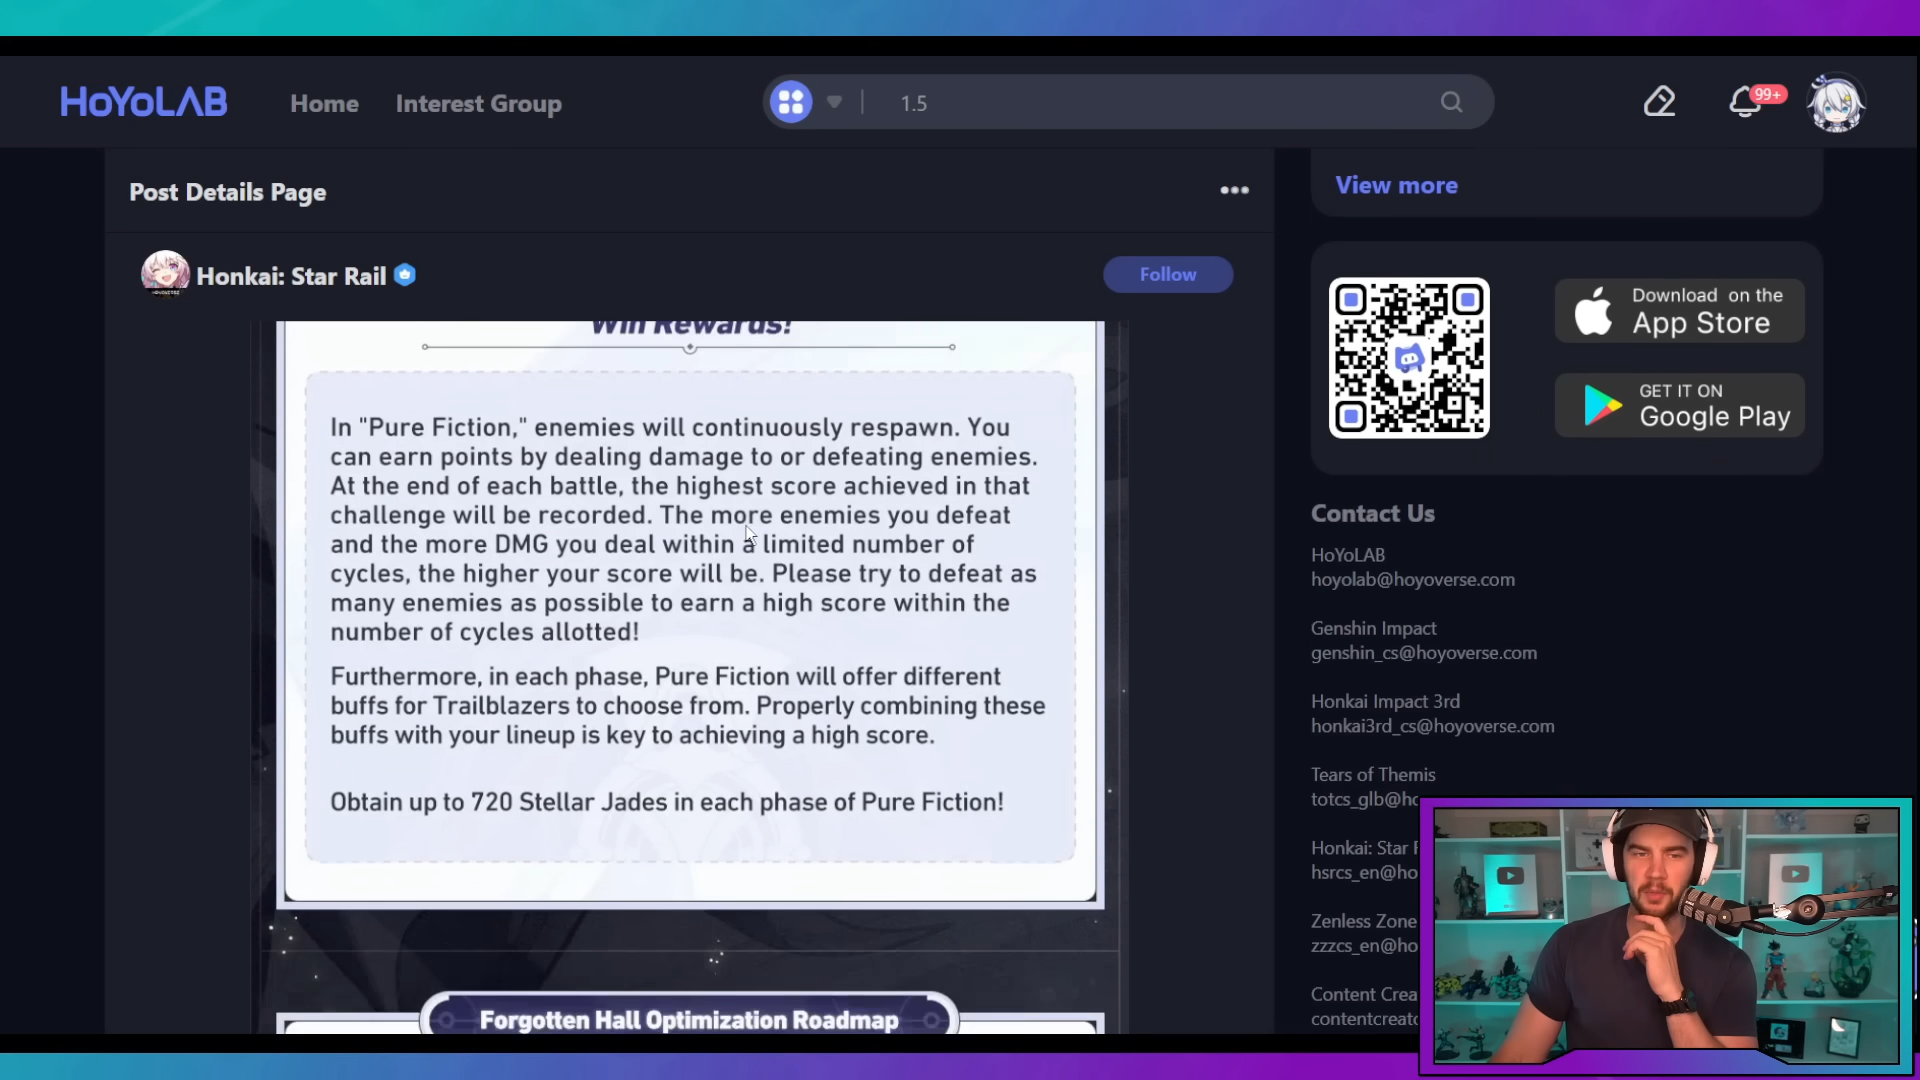 HoYoLAB
Home
Interest Group
1.5
99+
Post Details Page
Honkai: Star Rail
Follow
Win Rewards!
In "Pure Fiction," enemies will continuously respawn. You
can earn points by dealing damage to or defeating enemies.
At the end of each battle, the highest score achieved in that
challenge will be recorded. The more enemies you defeat
and the more DMG you deal within a limited number of
cycles, the higher your score will be. Please try to defeat as
many enemies as possible to earn a high score within the
number of cycles allotted!
Furthermore, in each phase, Pure Fiction will offer different
buffs for Trailblazers to choose from. Properly combining these
buffs with your lineup is key to achieving a high score.
Obtain up to 720 Stellar Jades in each phase of Pure Fiction!
Forgotten Hall Optimization Roadmap
View more
Download on the
App Store
GET IT ON
Google Play
Contact Us
HoYoLAB
hoyolab@hoyoverse.com
Genshin Impact
genshin_cs@hoyoverse.com
Honkai Impact 3rd
honkai3rd_cs@hoyoverse.com
Tears of Themis
totcs_glb@ho
Honkai: Star
hsrcs_en@ho
Zenless Zone
zzzcs_en@ho
Content Crea
contentcreato